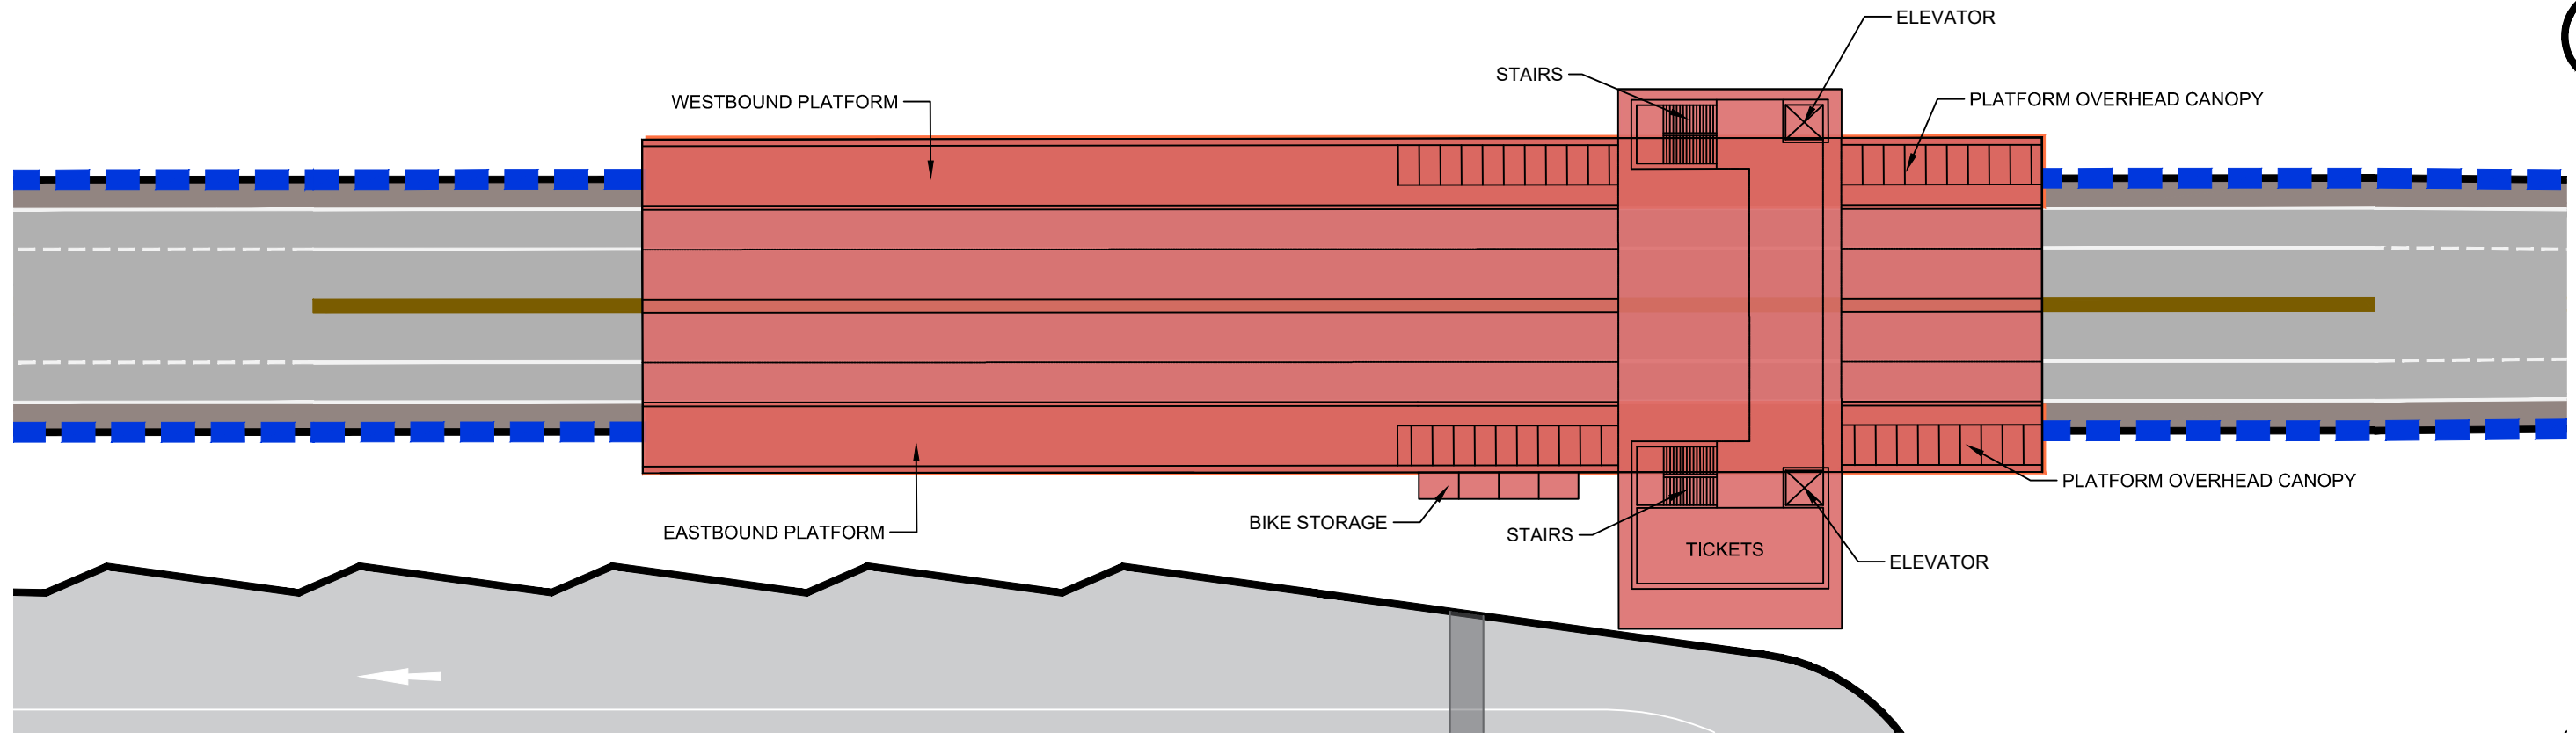 ELEVATOR
STAIRS
WESTBOUND PLATFORM
PLATFORM OVERHEAD CANOPY
PLATFORM OVERHEAD CANOPY
BIKE STORAGE
EASTBOUND PLATFORM
STAIRS
TICKETS
ELEVATOR